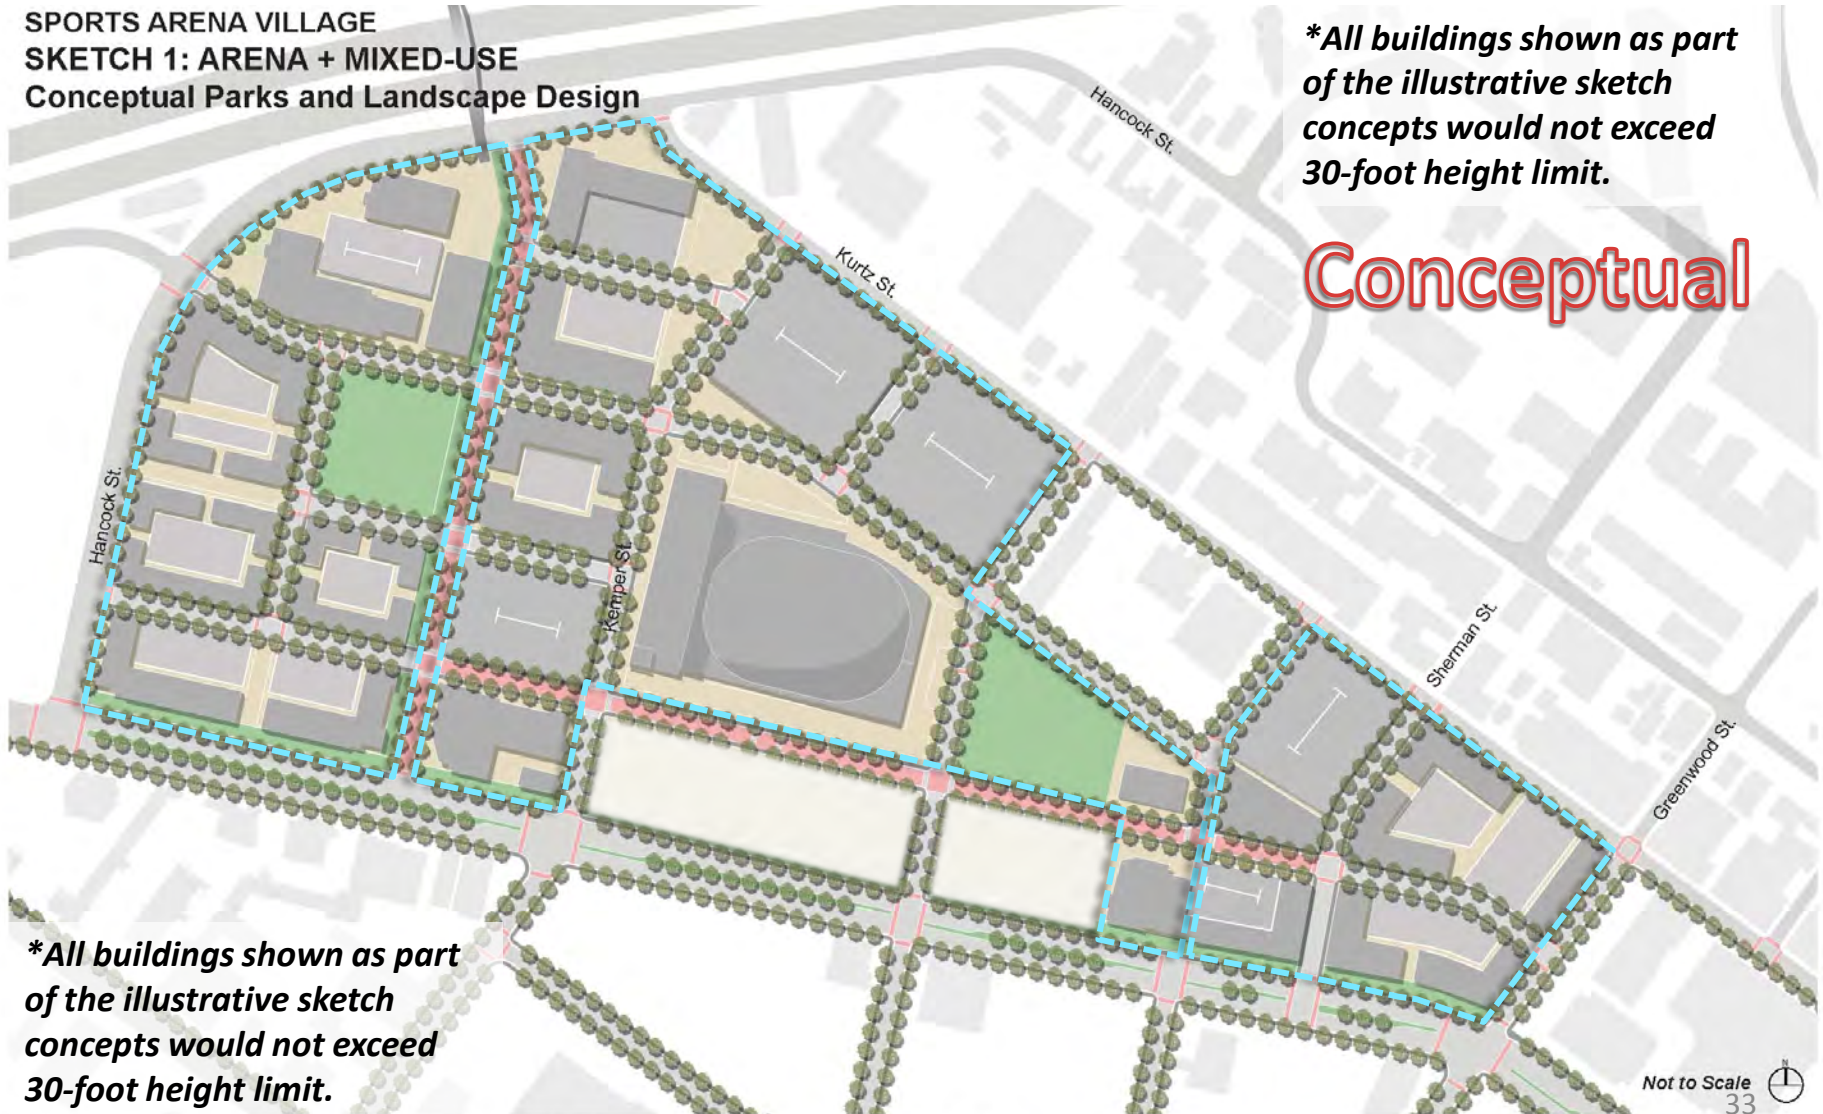 SPORTS ARENA VILLAGE
SKETCH 1: ARENA + MIXED-USE
Conceptual Parks and Landscape Design
*All buildings shown as part
of the illustrative sketch
concepts would not exceed
30-foot height limit.
Conceptual
Hancock St.
Kurtz St.
Hancock St.
Kemper St.
Sherman St.
Greenwood St.
*All buildings shown as part
of the illustrative sketch
concepts would not exceed
30-foot height limit.
N
Not to Scale
33